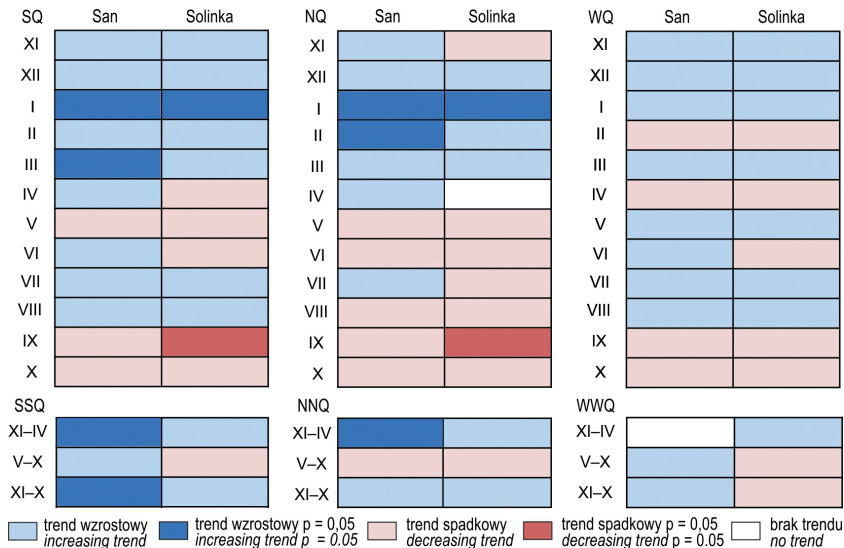 SQ San Solinka NQ San Solinka WQ San Solinka
XI XI XI
XII XII XII
I I I
II II II
III III III
IV IV IV
V V V
VI VI VI
VII VII VII
VIII VIII VIII
IX IX IX
X X X
SSQ NNQ WWQ
XI–IV XI–IV XI–IV
V–X V–X V–X
XI–X XI–X XI–X
trend wzrostowy trend wzrostowy p = 0,05 trend spadkowy trend spadkowy p = 0,05 brak trendu
increasing trend increasing trend p = 0.05 decreasing trend decreasing trend p = 0.05 no trend